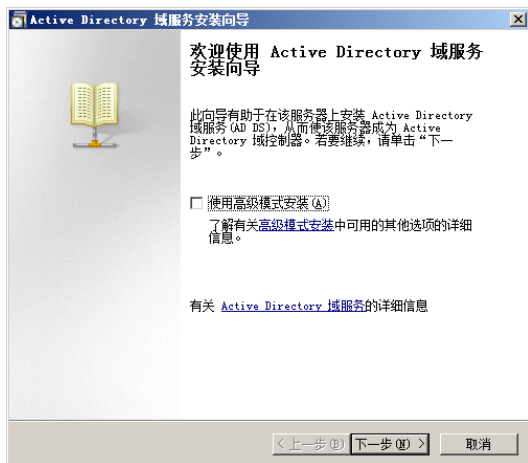 Active Directory 域服务安装向导
欢迎使用 Active Directory 域服务
安装向导
此向导有助于在该服务器上安装 Active Directory
域服务(AD DS)，从而使该服务器成为 Active
Directory 域控制器。若要继续，请单击“下一
步”。
使用高级模式安装(A)
了解有关高级模式安装中可用的其他选项的详细
信息。
有关 Active Directory 域服务的详细信息
< 上一步(B) 下一步(N) > 取消